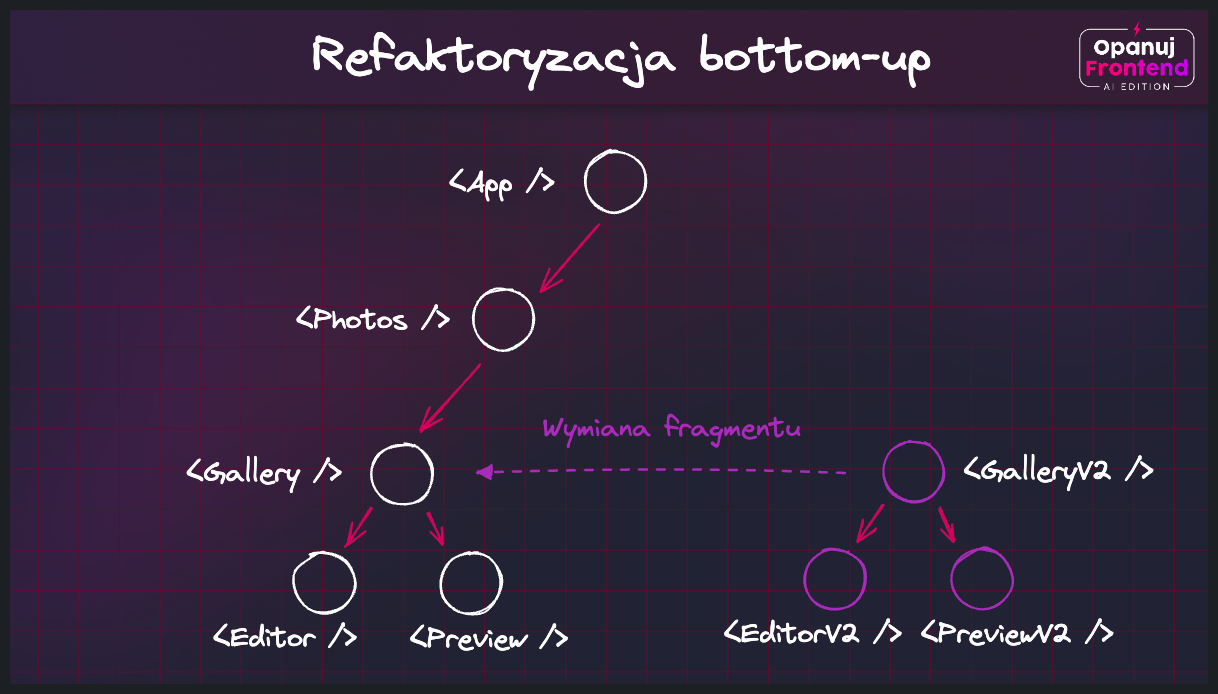 Refaktoryzacja bottom-up
Opanuj
Frontend
AI EDITION
<App />
<Photos />
Wymiana fragmentu
<Gallery />
<GalleryV2 />
<Editor />
<Preview />
<EditorV2 />
<PreviewV2 />